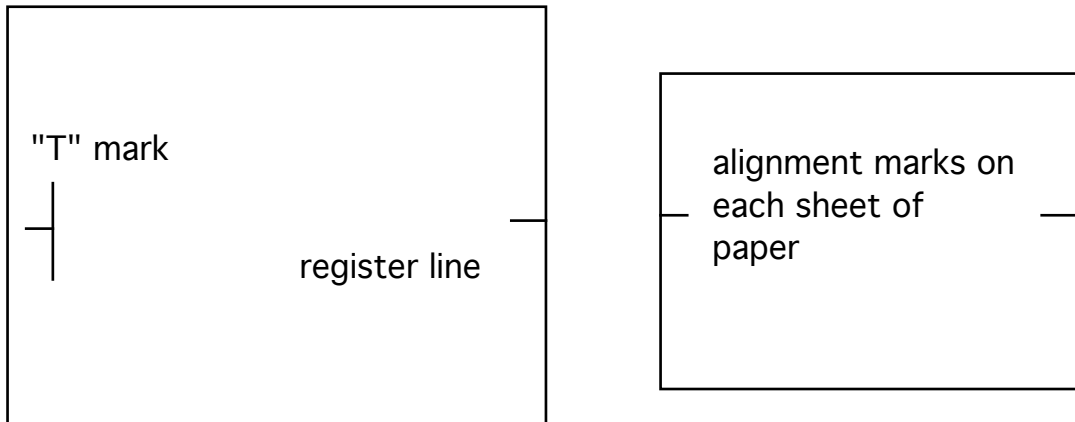 "T" mark
register line
alignment marks on
each sheet of
paper